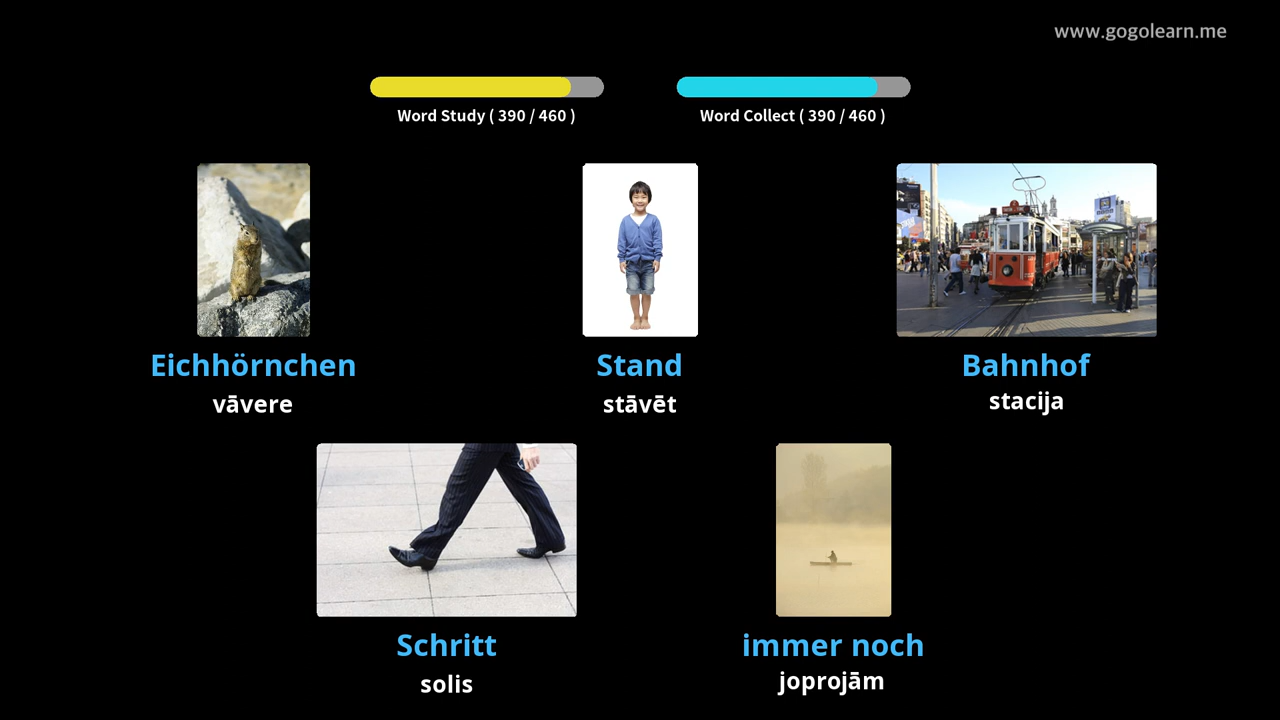 www.gogolearn.me
Word Study ( 390 / 460 )
Word Collect ( 390 / 460 )
Eichhörnchen
vāvere
Stand
stāvēt
Bahnhof
stacija
Schritt
solis
immer noch
joprojām